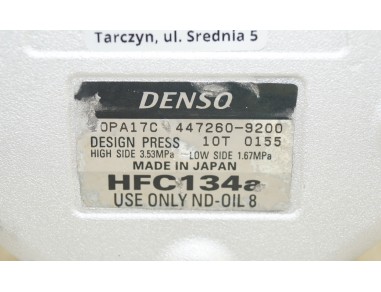 Tarczyn, ul. Srednia 5
DENSO
0PA17C 447260-9200
DESIGN PRESS 10T 0155
HIGH SIDE 3.53MPa LOW SIDE 1.67MPa
MADE IN JAPAN
HFC134a
USE ONLY ND-OIL 8